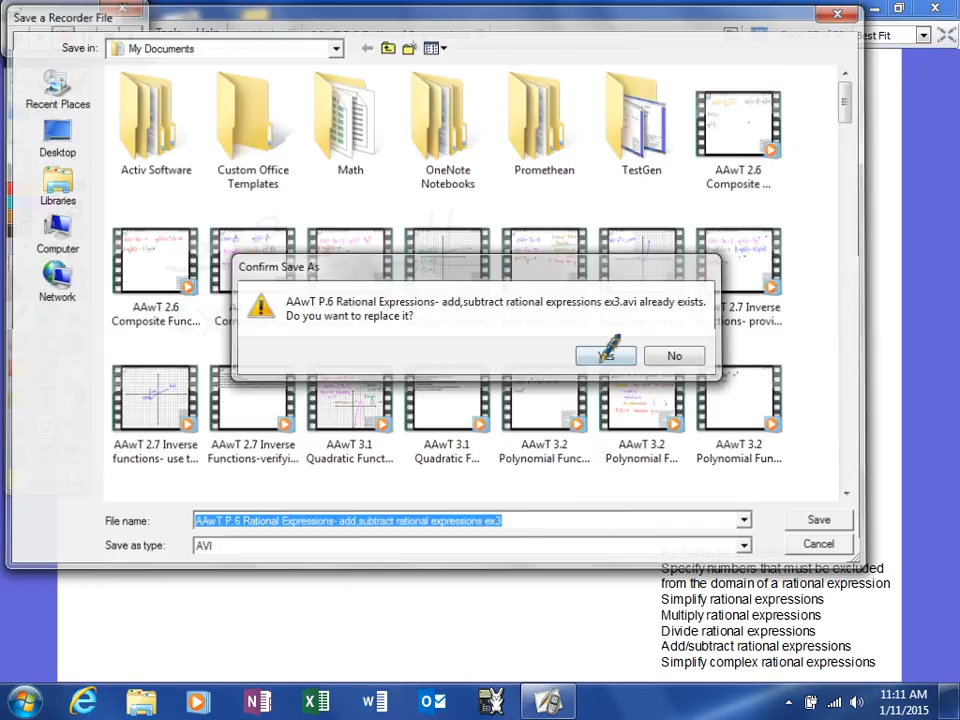 Save a Recorder File
Best Fit
Save in:
My Documents
Recent Places
Desktop
Libraries
Computer
Network
Activ Software
Custom Office
Templates
Math
OneNote
Notebooks
Promethean
TestGen
AAwT 2.6
Composite ...
AAwT 2.6
Composite Func...
T 2.7 Inverse
ctions- provi...
Confirm Save As
AAwT P.6 Rational Expressions- add,subtract rational expressions ex3.avi already exists.
Do you want to replace it?
Yes
No
AAwT 2.7 Inverse
functions- use t...
AAwT 2.7 Inverse
Functions-verifyi...
AAwT 3.1
Quadratic Funct...
AAwT 3.1
Quadratic F...
AAwT 3.2
Polynomial Func...
AAwT 3.2
Polynomial F...
AAwT 3.2
Polynomial Fun...
File name:
AAwT P.6 Rational Expressions- add,subtract rational expressions ex3
Save
Save as type:
AVI
Cancel
Specify numbers that must be excluded
from the domain of a rational expression
Simplify rational expressions
Multiply rational expressions
Divide rational expressions
Add/subtract rational expressions
Simplify complex rational expressions
11:11 AM
1/11/2015